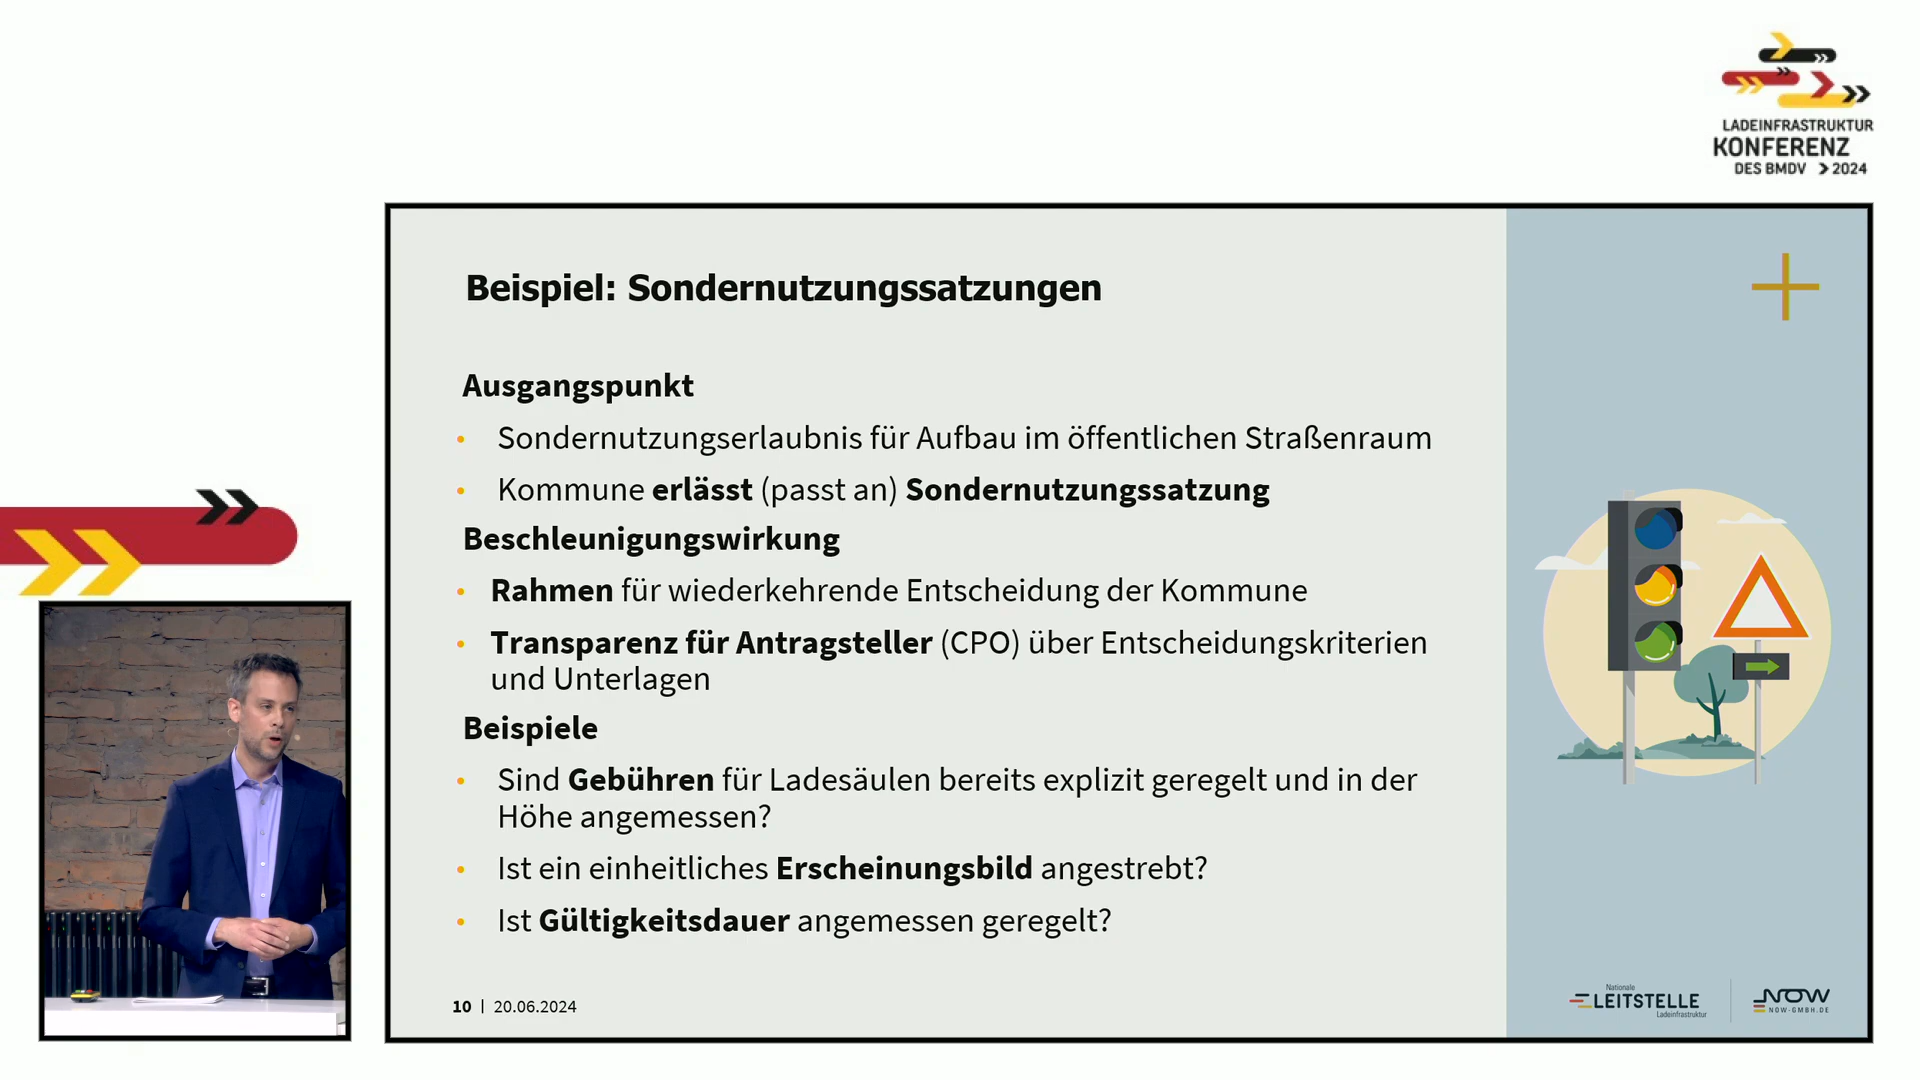 LADEINFRASTRUKTUR
KONFERENZ
DES BMDV 2024
Beispiel: Sondernutzungssatzungen
Ausgangspunkt
• Sondernutzungserlaubnis für Aufbau im öffentlichen Straßenraum
• Kommune erlässt (passt an) Sondernutzungssatzung
Beschleunigungswirkung
• Rahmen für wiederkehrende Entscheidung der Kommune
• Transparenz für Antragsteller (CPO) über Entscheidungskriterien
und Unterlagen
Beispiele
• Sind Gebühren für Ladesäulen bereits explizit geregelt und in der
Höhe angemessen?
• Ist ein einheitliches Erscheinungsbild angestrebt?
• Ist Gültigkeitsdauer angemessen geregelt?
10 | 20.06.2024
Nationale
LEITSTELLE
Ladeinfrastruktur
NOW
NOW-GMBH.DE